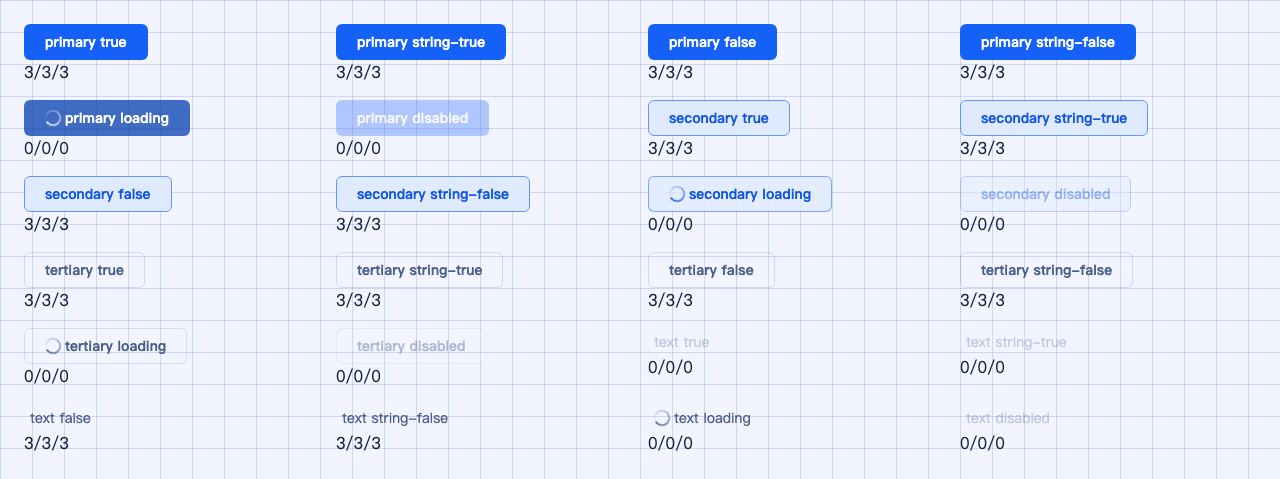 primary true
primary string-true
primary false
primary string-false
3/3/3
3/3/3
3/3/3
3/3/3
primary loading
primary disabled
secondary true
secondary string-true
0/0/0
0/0/0
3/3/3
3/3/3
secondary false
secondary string-false
secondary loading
secondary disabled
3/3/3
3/3/3
0/0/0
0/0/0
tertiary true
tertiary string-true
tertiary false
tertiary string-false
3/3/3
3/3/3
3/3/3
3/3/3
tertiary loading
tertiary disabled
text true
text string-true
0/0/0
0/0/0
0/0/0
0/0/0
text false
text string-false
text loading
text disabled
3/3/3
3/3/3
0/0/0
0/0/0